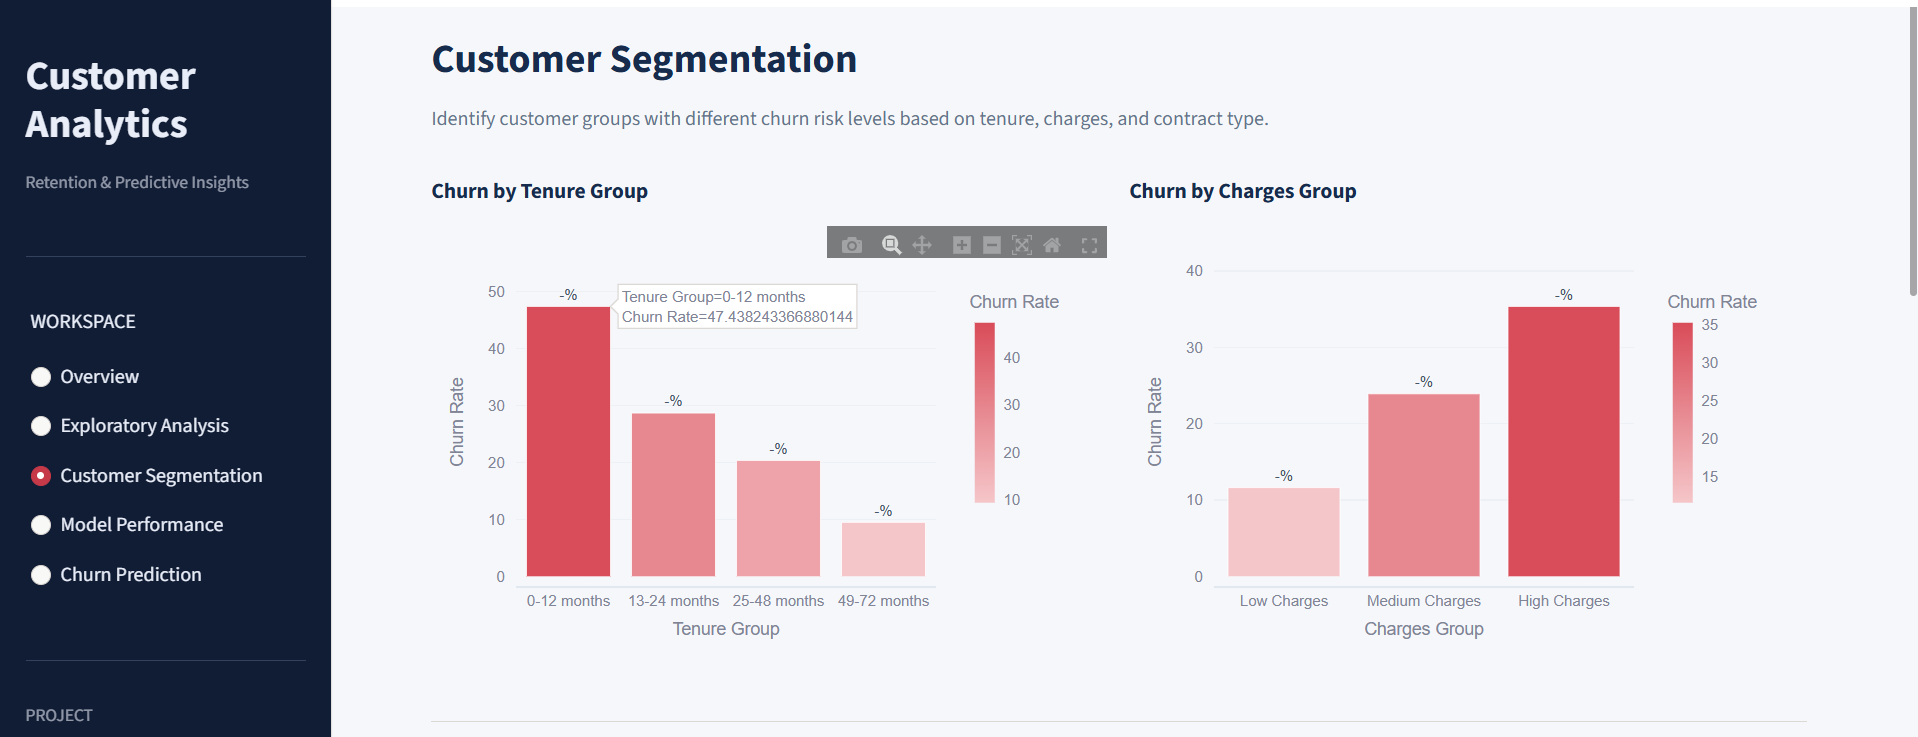 Customer
Analytics
Retention & Predictive Insights
WORKSPACE
Overview
Exploratory Analysis
Customer Segmentation
Model Performance
Churn Prediction
PROJECT
Customer Segmentation
Identify customer groups with different churn risk levels based on tenure, charges, and contract type.
Churn by Tenure Group
50
40
30
20
10
0
Churn Rate
-%
-%
-%
-%
Tenure Group=0-12 months
Churn Rate=47.438243366880144
0-12 months
13-24 months
25-48 months
49-72 months
Tenure Group
Churn Rate
40
30
20
10
Churn by Charges Group
40
30
20
10
0
Churn Rate
-%
-%
-%
Low Charges
Medium Charges
High Charges
Charges Group
Churn Rate
35
30
25
20
15